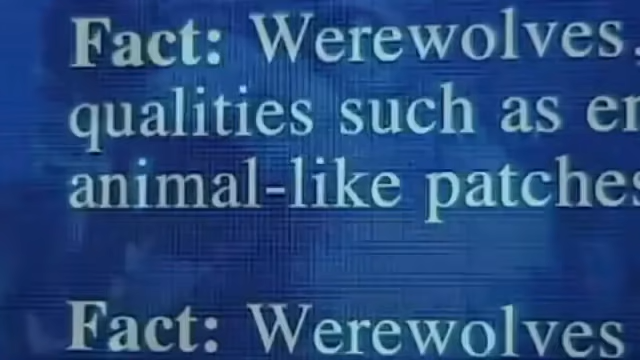 Fact: Werewolves,
qualities such as
animal-like patches
Fact: Werewolves